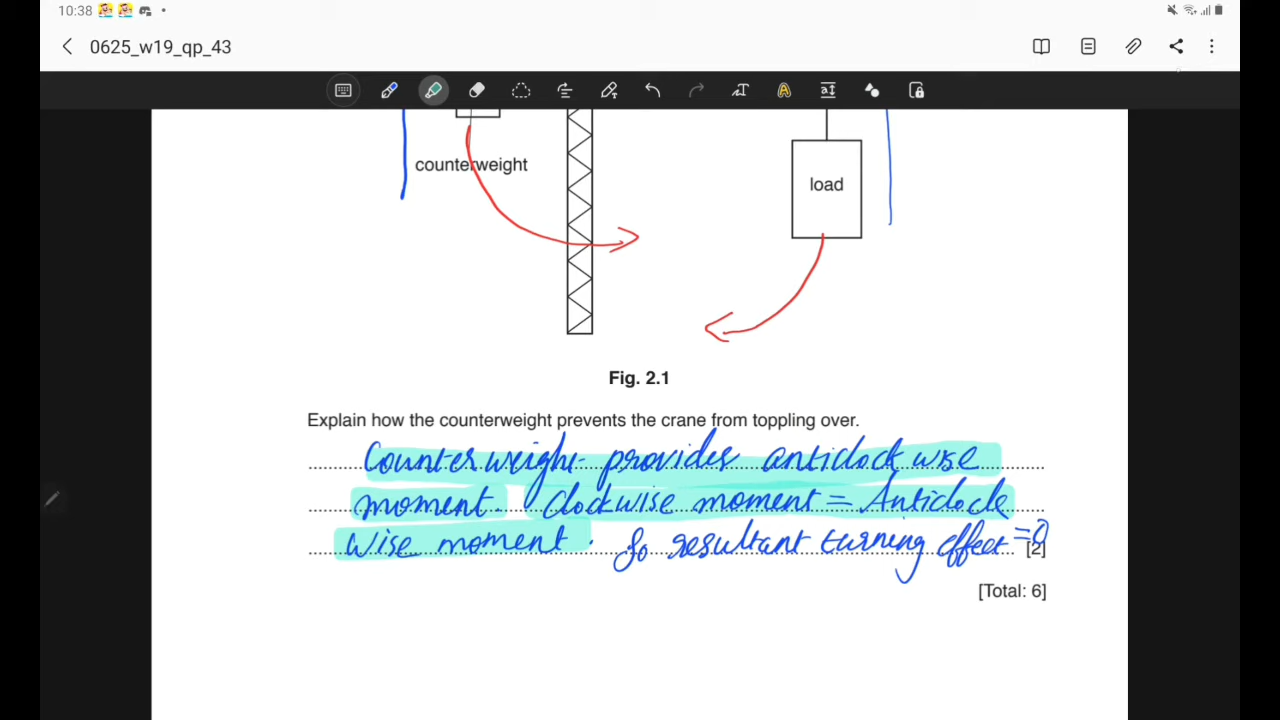 10:38
0625_w19_qp_43
counterweight
load
Fig. 2.1
Explain how the counterweight prevents the crane from toppling over.
Counterweight provides anticlockwise
moment. Clockwise moment = Anticlock
wise moment. So resultant turning effect = 0
[2]
[Total: 6]